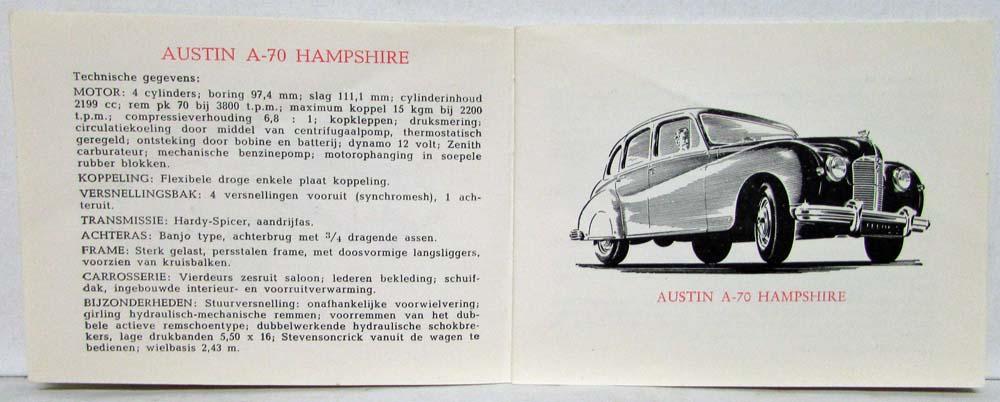 AUSTIN A-70 HAMPSHIRE
Technische gegevens:
MOTOR: 4 cylinders; boring 97,4 mm; slag 111,1 mm; cylinderinhoud
2199 cc; rem pk 70 bij 3800 t.p.m.; maximum koppel 15 kgm bij 2200
t.p.m.; compressieverhouding 6,8 : 1; kopkleppen; druksmering;
circulatiekoeling door middel van centrifugaalpomp, thermostatisch
geregeld; ontsteking door bobine en batterij; dynamo 12 volt; Zenith
carburateur; mechanische benzinepomp; motorophanging in soepele
rubber blokken.
KOPPELING: Flexibele droge enkele plaat koppeling.
VERSNELLINGSBAK: 4 versnellingen vooruit (synchromesh), 1 ach-
teruit.
TRANSMISSIE: Hardy-Spicer, aandrijfas.
ACHTERAS: Banjo type, achterbrug met 3/4 dragende assen.
FRAME: Sterk gelast, persstalen frame, met doosvormige langsliggers,
voorzien van kruisbalken.
CARROSSERIE: Vierdeurs zesruit saloon; lederen bekleding; schuif-
dak, ingebouwde interieur- en voorruitverwarming.
BIJZONDERHEDEN: Stuurversnelling: onafhankelijke voorwielvering;
girling hydraulisch-mechanische remmen; voorremmen van het dub-
bele actieve remschoentype; dubbelwerkende hydraulische schokbre-
kers, lage drukbanden 5,50 x 16; Stevensoncrick vanuit de wagen te
bedienen; wielbasis 2,43 m.
AUSTIN A-70 HAMPSHIRE